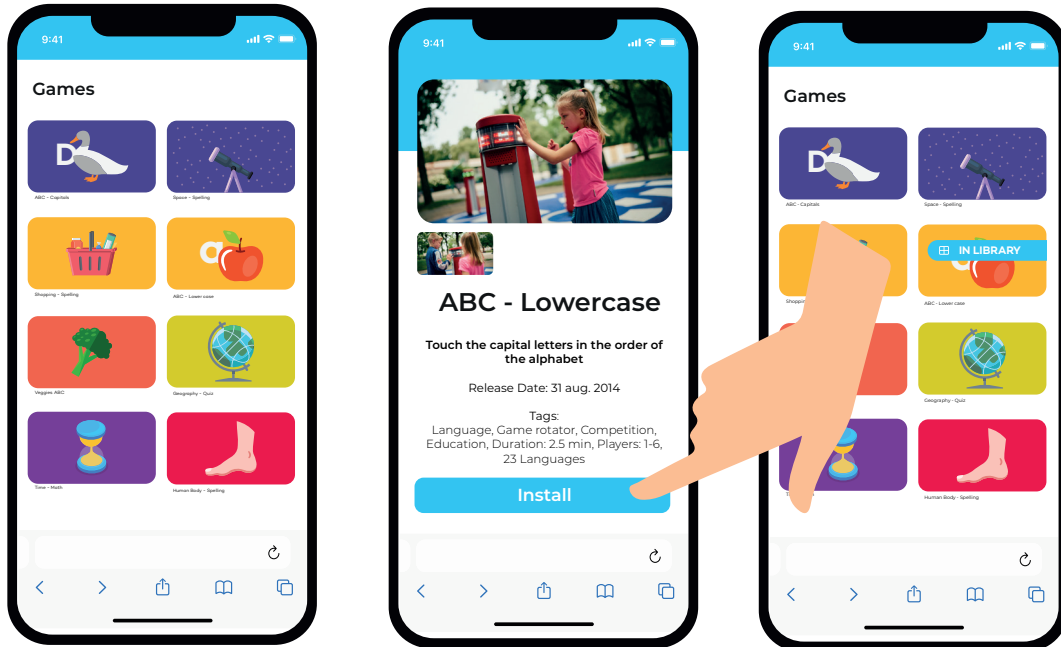 9:41
Games
D
ABC - Capitals
Space - Spelling
a
Shopping - Spelling
ABC - Lower case
Veggies ABC
Geography - Quiz
Time - Math
Human Body - Spelling
9:41
ABC - Lowercase
Touch the capital letters in the order of
the alphabet
Release Date: 31 aug. 2014
Tags:
Language, Game rotator, Competition,
Education, Duration: 2.5 min, Players: 1-6,
23 Languages
Install
9:41
Games
D
ABC - Capitals
Space - Spelling
IN LIBRARY
ABC - Lower case
Geography - Quiz
Human Body - Spelling